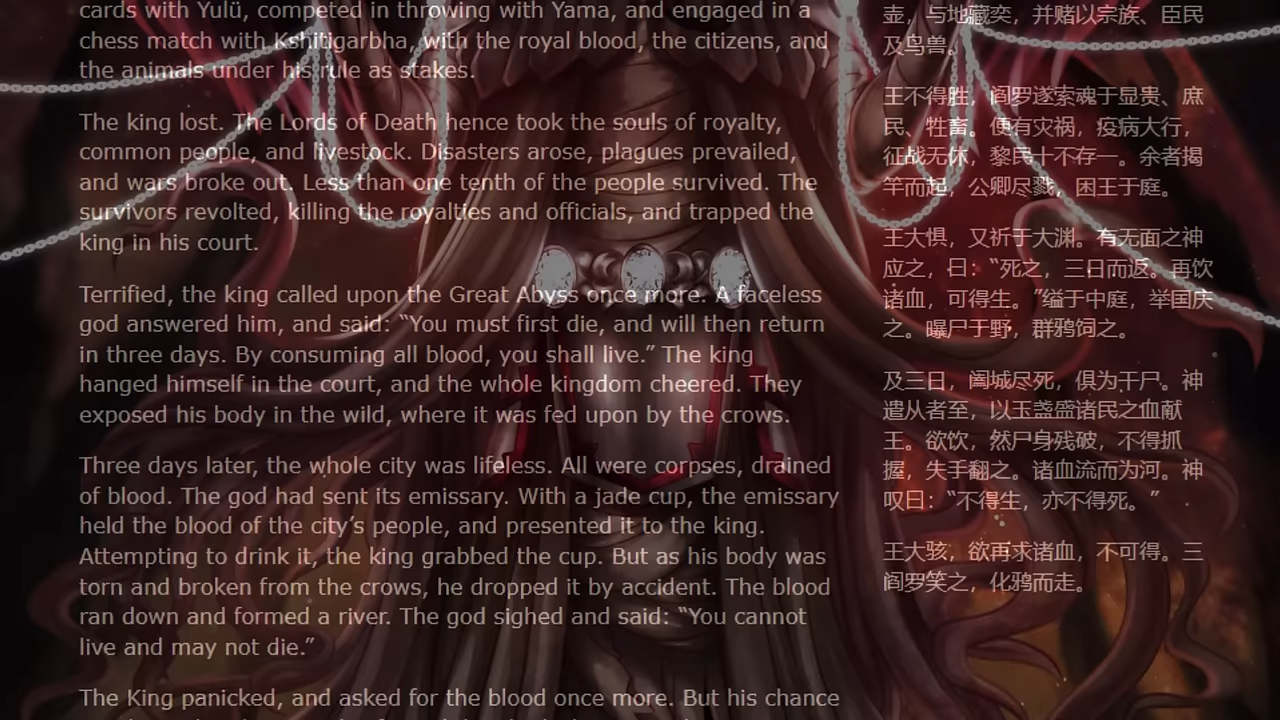 cards with Yulü, competed in throwing with Yama, and engaged in a
chess match with Kshitigarbha, with the royal blood, the citizens, and
the animals under his rule as stakes.
The king lost. The Lords of Death hence took the souls of royalty,
common people, and livestock. Disasters arose, plagues prevailed,
and wars broke out. Less than one tenth of the people survived. The
survivors revolted, killing the royalties and officials, and trapped the
king in his court.
Terrified, the king called upon the Great Abyss once more. A faceless
god answered him, and said: “You must first die, and will then return
in three days. By consuming all blood, you shall live.” The king
hanged himself in the court, and the whole kingdom cheered. They
exposed his body in the wild, where it was fed upon by the crows.
Three days later, the whole city was lifeless. All were corpses, drained
of blood. The god had sent its emissary. With a jade cup, the emissary
held the blood of the city’s people, and presented it to the king.
Attempting to drink it, the king grabbed the cup. But as his body was
torn and broken from the crows, he dropped it by accident. The blood
ran down and formed a river. The god sighed and said: “You cannot
live and may not die.”
The King panicked, and asked for the blood once more. But his chance
壶，与地藏奕，并赌以宗族、臣民
及鸟兽。
王不得胜，阎罗遂索魂于显贵、庶
民、牲畜。便有灾祸，疫病大行，
征战无休，黎民十不存一。余者揭
竿而起，公卿尽戮，困王于庭。
王大惧，又祈于大渊。有无面之神
应之，曰：“死之，三日而返。再饮
诸血，可得生。”缢于中庭，举国庆
之。曝尸于野，群鸦饲之。
及三日，阖城尽死，俱为干尸。神
遣从者至，以玉盏盛诸民之血献
王。欲饮，然尸身残破，不得抓
握，失手翻之。诸血流而为河。神
叹曰：“不得生，亦不得死。”
王大骇，欲再求诸血，不可得。三
阎罗笑之，化鸦而走。